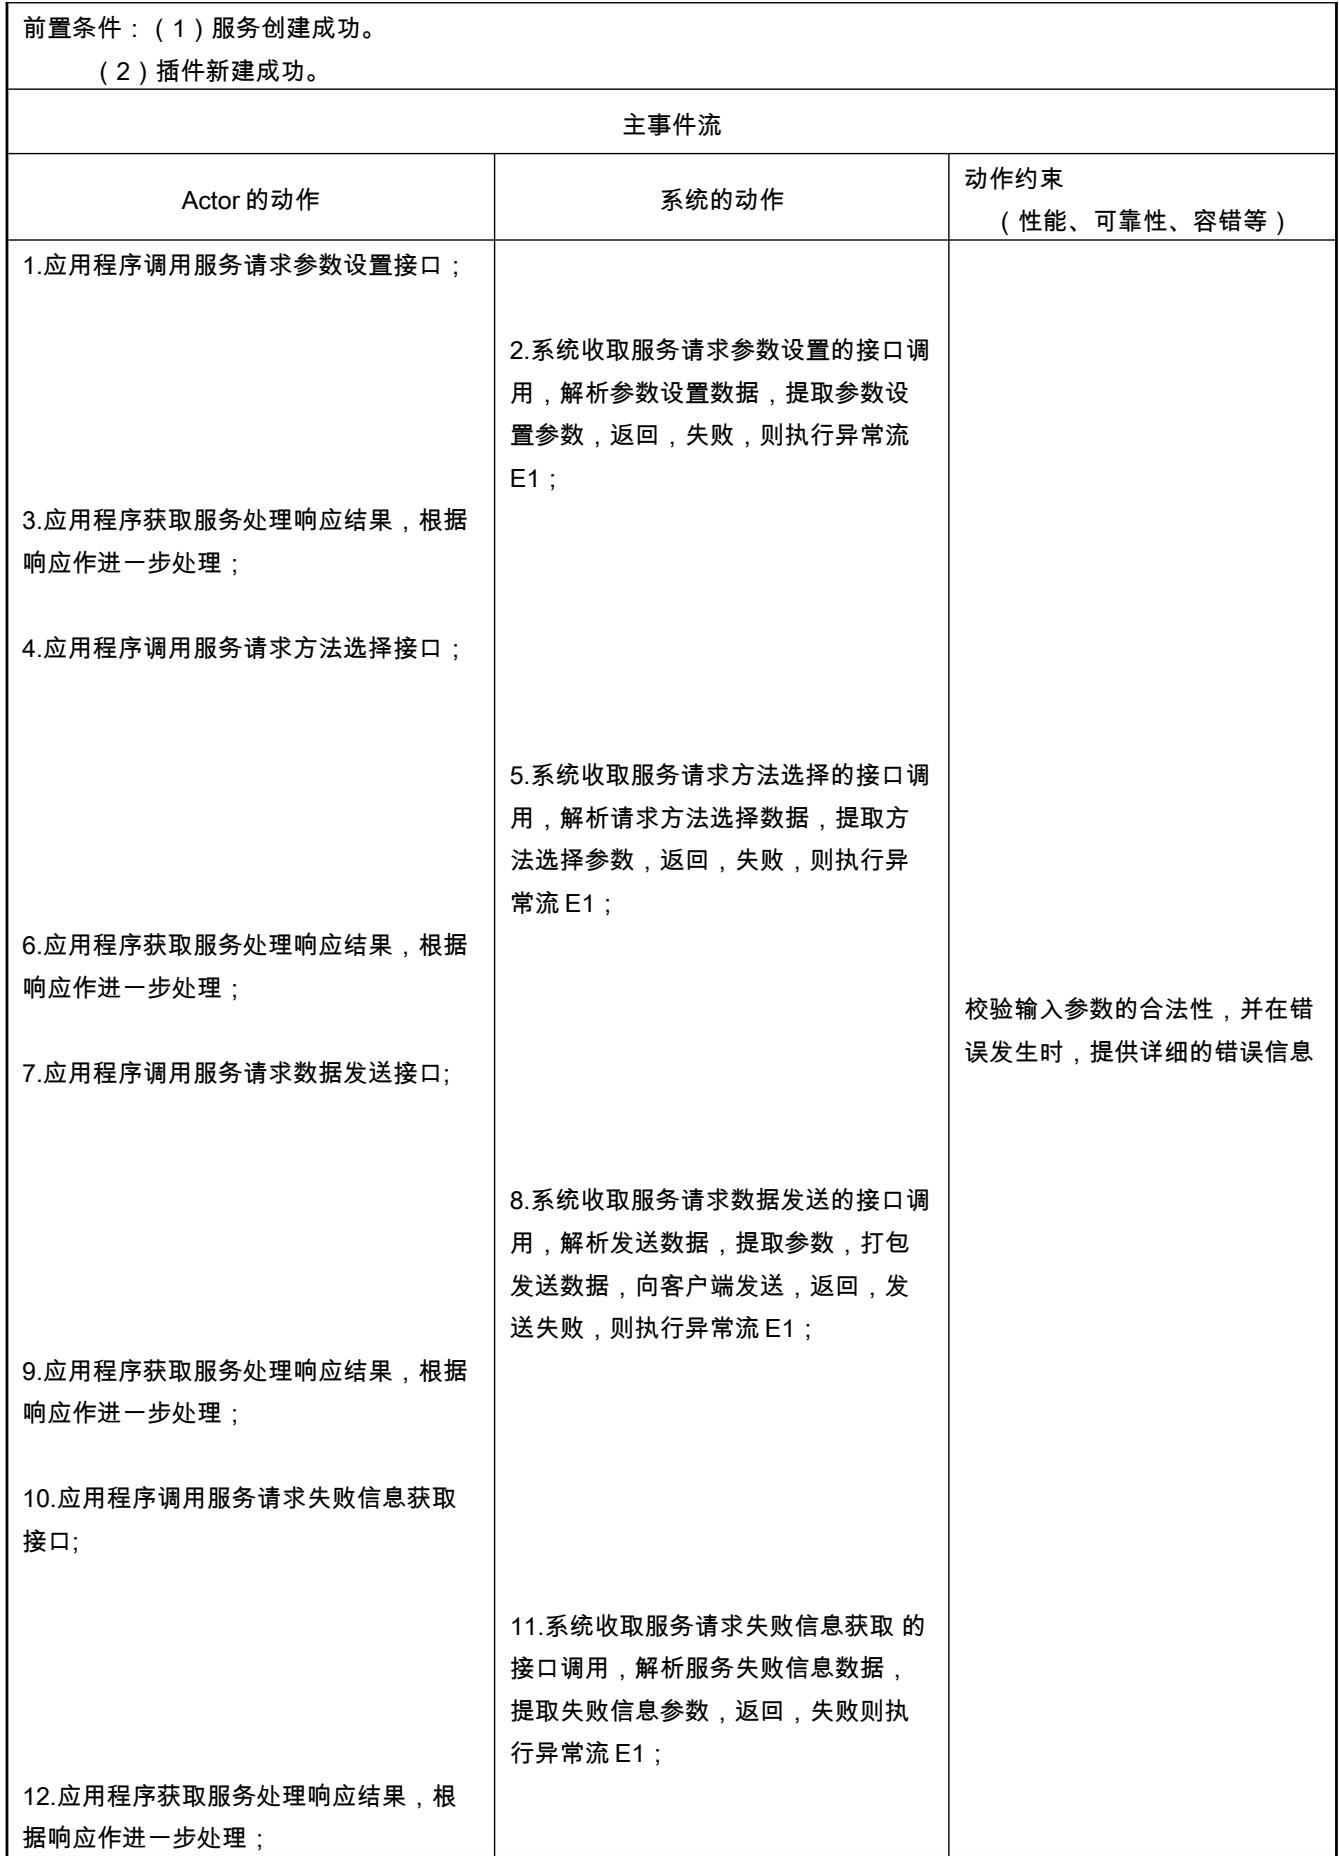 前置条件：（1）服务创建成功。
（2）插件新建成功。
主事件流
Actor 的动作
系统的动作
动作约束
（性能、可靠性、容错等）
1.应用程序调用服务请求参数设置接口；
2.系统收取服务请求参数设置的接口调
用，解析参数设置数据，提取参数设
置参数，返回，失败，则执行异常流
E1；
3.应用程序获取服务处理响应结果，根据
响应作进一步处理；
4.应用程序调用服务请求方法选择接口；
5.系统收取服务请求方法选择的接口调
用，解析请求方法选择数据，提取方
法选择参数，返回，失败，则执行异
常流 E1；
6.应用程序获取服务处理响应结果，根据
响应作进一步处理；
校验输入参数的合法性，并在错
误发生时，提供详细的错误信息
7.应用程序调用服务请求数据发送接口;
8.系统收取服务请求数据发送的接口调
用，解析发送数据，提取参数，打包
发送数据，向客户端发送，返回，发
送失败，则执行异常流 E1；
9.应用程序获取服务处理响应结果，根据
响应作进一步处理；
10.应用程序调用服务请求失败信息获取
接口;
11.系统收取服务请求失败信息获取 的
接口调用，解析服务失败信息数据，
提取失败信息参数，返回，失败则执
行异常流 E1；
12.应用程序获取服务处理响应结果，根
据响应作进一步处理；